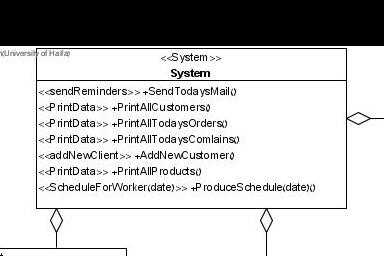 (University of Haifa)
<<System>>
System
<<sendReminders>> +SendTodaysMail()
<<PrintData>> +PrintAllCustomers()
<<PrintData>> +PrintAllTodaysOrders()
<<PrintData>> +PrintAllTodaysComlains()
<<addNewClient>> +AddNewCustomer()
<<PrintData>> +PrintAllProducts()
<<ScheduleForWorker(date)>> +ProduceSchedule(date)()